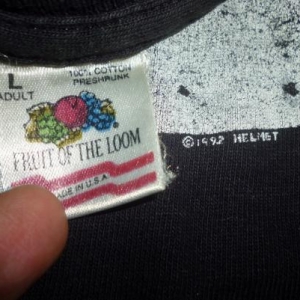 L
ADULT
100% COTTON
PRESHRUNK
FRUIT OF THE LOOM
MADE IN U.S.A.
©1992 HELMET